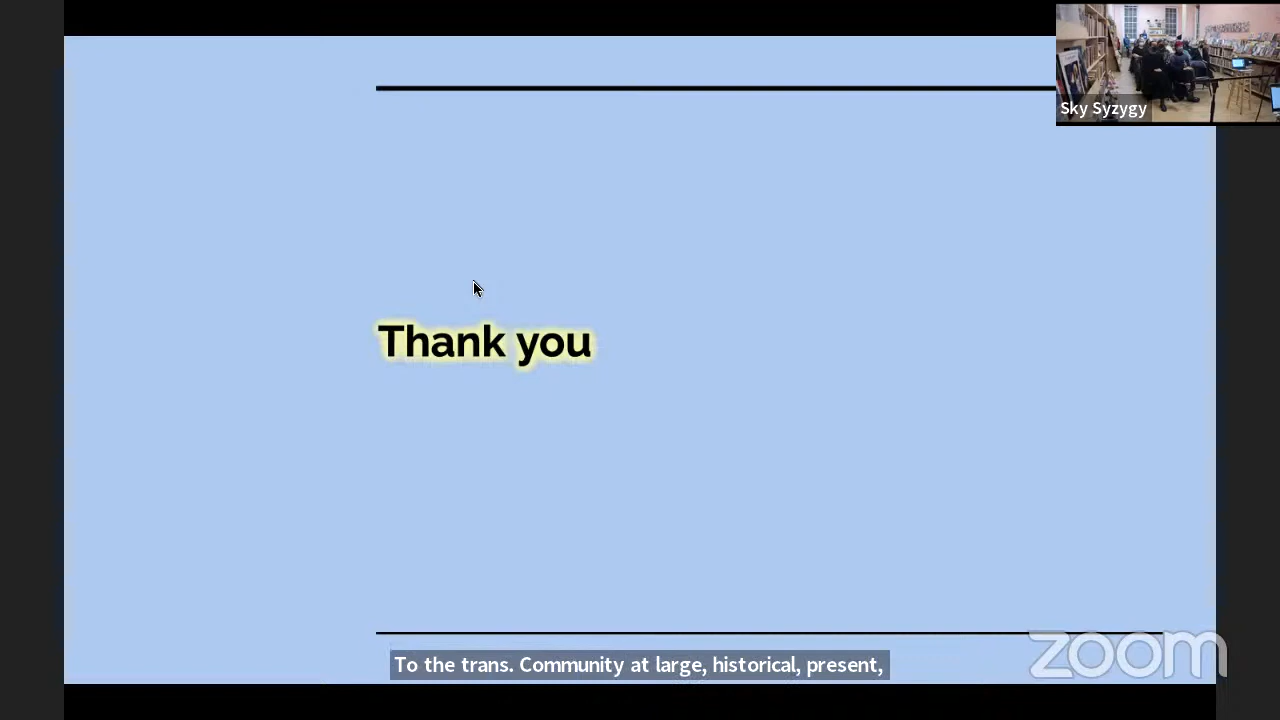 Sky Syzygy
Thank you
To the trans. Community at large, historical, present,
zoom